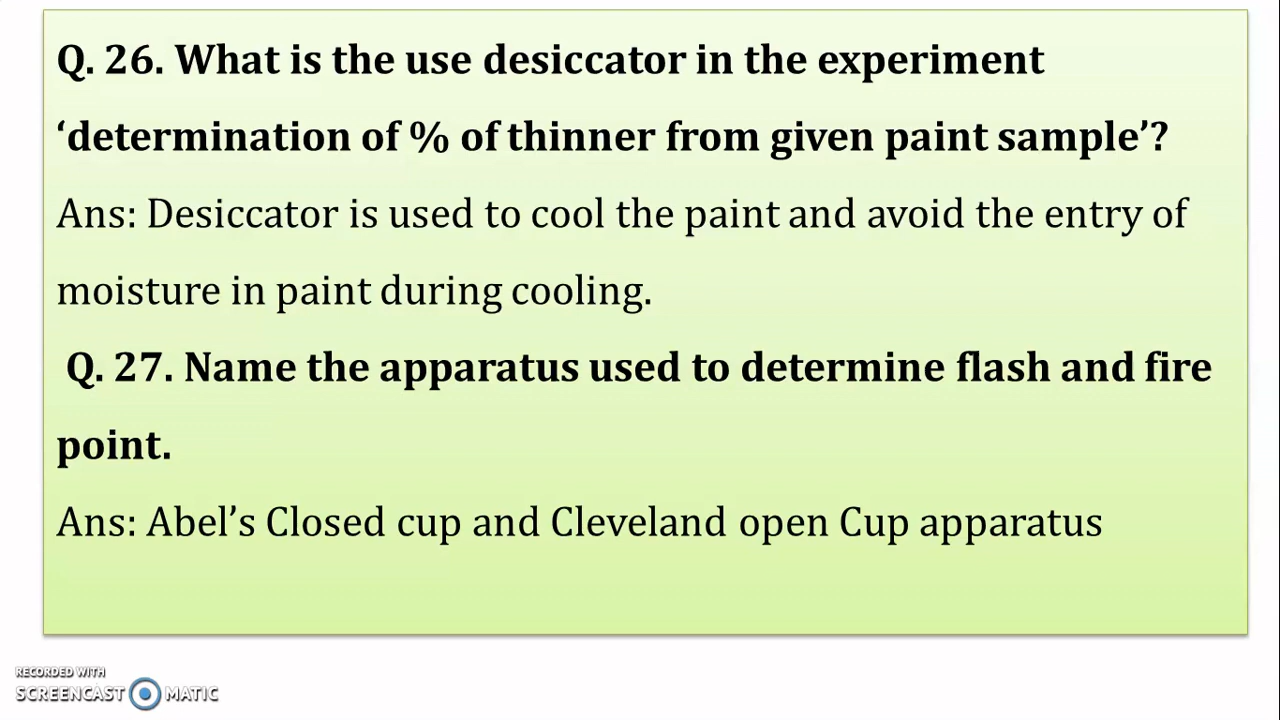 Q. 26. What is the use desiccator in the experiment
‘determination of % of thinner from given paint sample’?
Ans: Desiccator is used to cool the paint and avoid the entry of
moisture in paint during cooling.
Q. 27. Name the apparatus used to determine flash and fire
point.
Ans: Abel’s Closed cup and Cleveland open Cup apparatus
RECORDED WITH
SCREENCAST MATIC